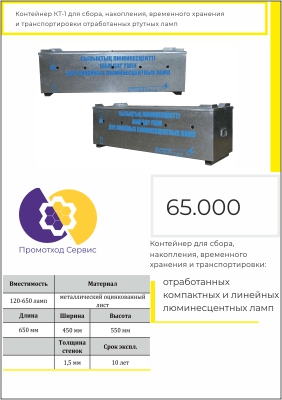 Контейнер КТ-1 для сбора, накопления, временного хранения
и транспортировки отработанных ртутных ламп
65.000
Промотход Сервис
Контейнер для сбора,
накопления, временного
хранения и транспортировки:
отработанных
компактных и линейных
люминесцентных ламп
Вместимость Материал
120-650 ламп металлический оцинкованный
лист
Длина Ширина Высота
650 мм 450 мм 550 мм
Толщина
стенок Срок экспл.
1,5 мм 10 лет